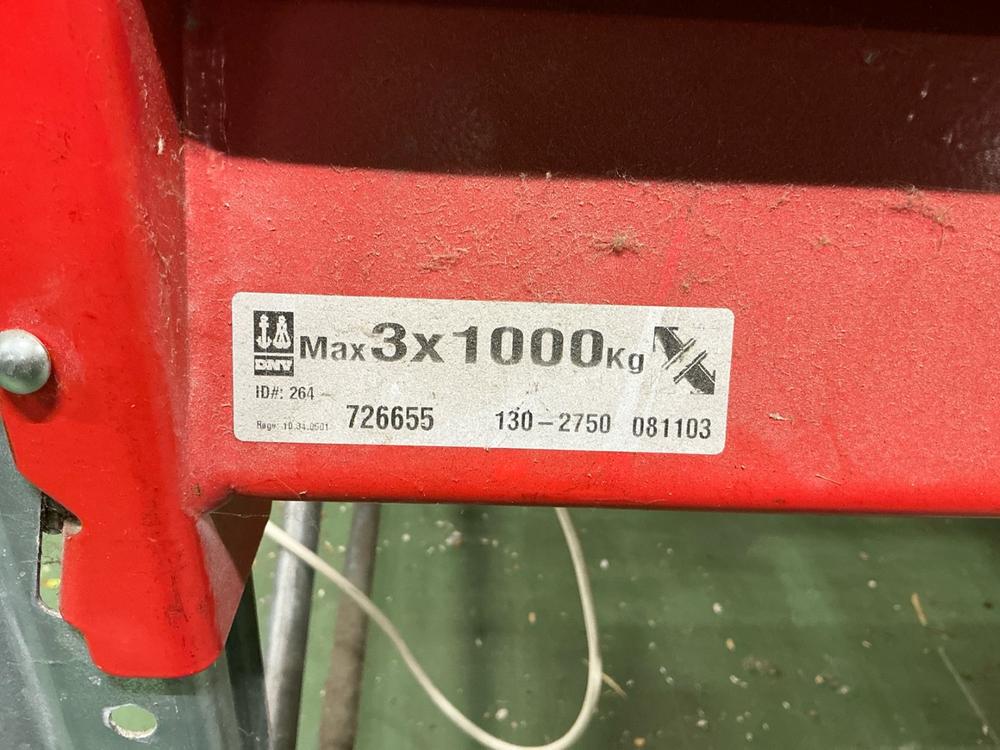 Max 3x1000Kg
DNV
ID#: 264
726655 130-2750 081103